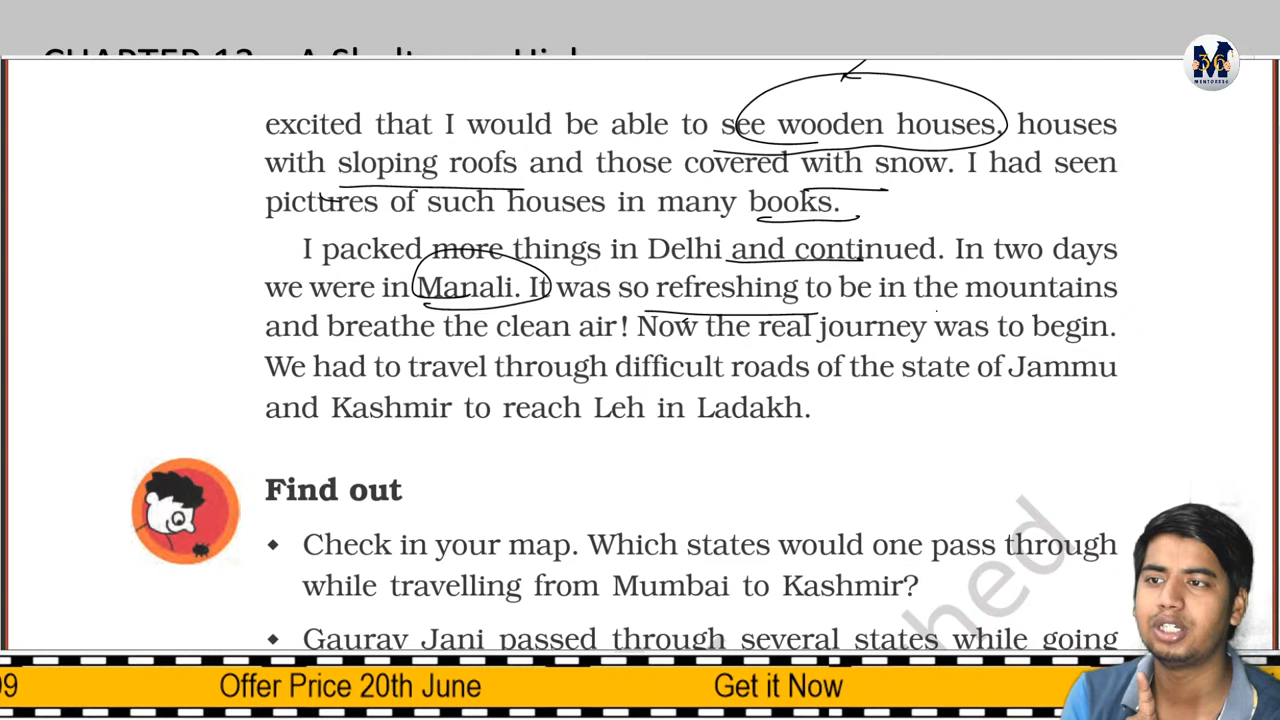 M36
MENTORS36
excited that I would be able to see wooden houses, houses
with sloping roofs and those covered with snow. I had seen
pictures of such houses in many books.
I packed more things in Delhi and continued. In two days
we were in Manali. It was so refreshing to be in the mountains
and breathe the clean air! Now the real journey was to begin.
We had to travel through difficult roads of the state of Jammu
and Kashmir to reach Leh in Ladakh.
Find out
◆ Check in your map. Which states would one pass through
while travelling from Mumbai to Kashmir?
◆ Gaurav Jani passed through several states while going
hed
Offer Price 20th June
Get it Now